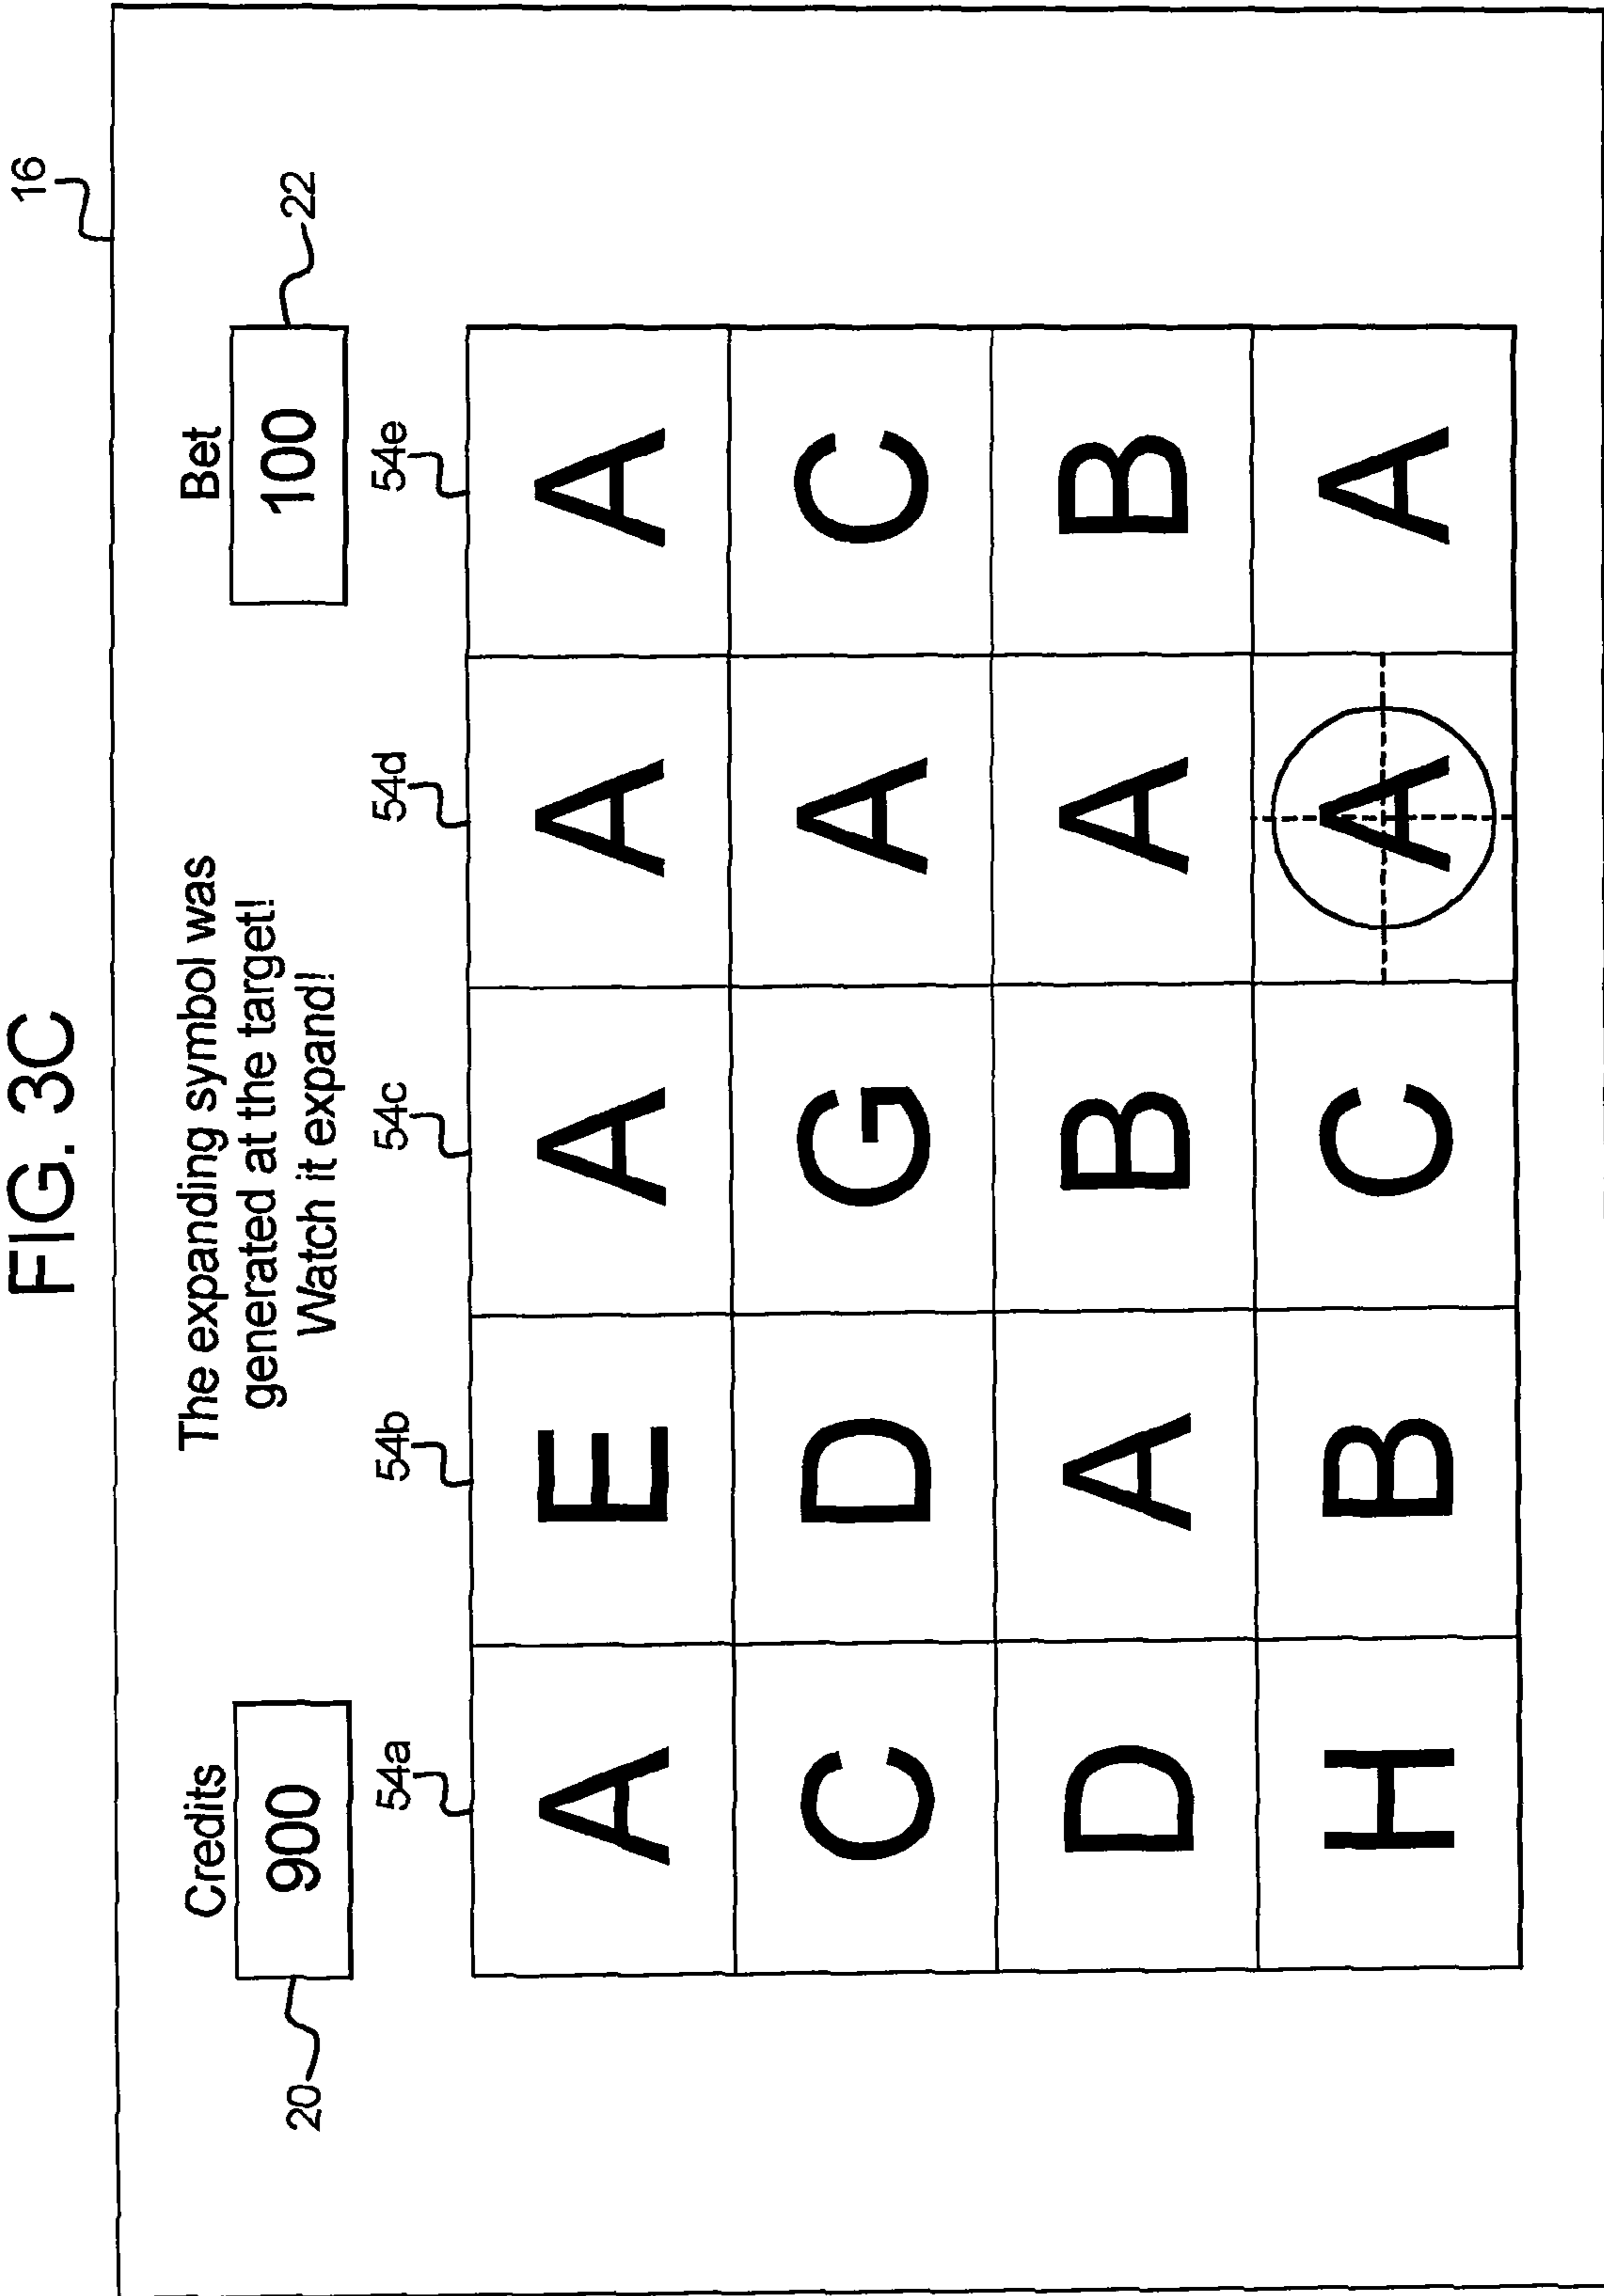 FIG. 3C
16
The expanding symbol was
generated at the target!
Watch it expand!
Credits
900
20
Bet
100
22
54a 54b 54c 54d 54e
A E A A A
C D G A C
D A B A B
H B C A A